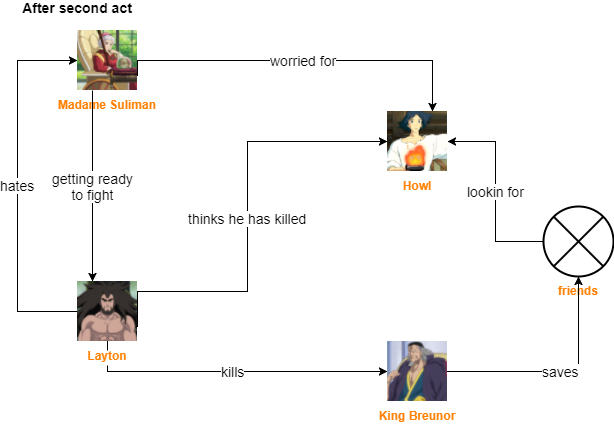 After second act
worried for
Madame Suliman
getting ready
to fight
hates
Howl
lookin for
thinks he has killed
friends
Layton
kills
saves
King Breunor